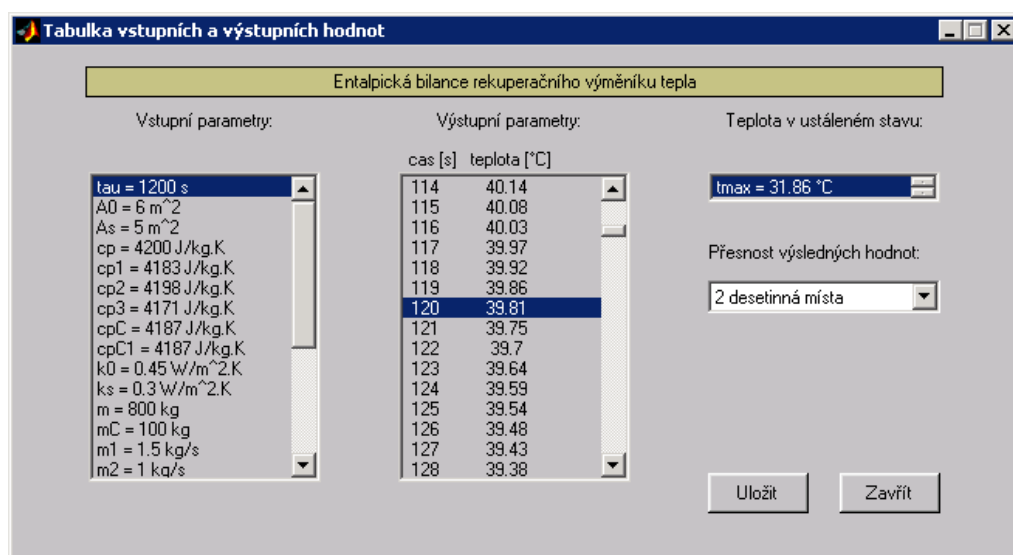 Tabulka vstupních a výstupních hodnot
Entalpická bilance rekuperačního výměníku tepla
Vstupní parametry:
tau = 1200 s
A0 = 6 m^2
As = 5 m^2
cp = 4200 J/kg.K
cp1 = 4183 J/kg.K
cp2 = 4198 J/kg.K
cp3 = 4171 J/kg.K
cpC = 4187 J/kg.K
cpC1 = 4187 J/kg.K
k0 = 0.45 W/m^2.K
ks = 0.3 W/m^2.K
m = 800 kg
mC = 100 kg
m1 = 1.5 kg/s
m2 = 1 kg/s
Výstupní parametry:
cas [s] teplota [°C]
114 40.14
115 40.08
116 40.03
117 39.97
118 39.92
119 39.86
120 39.81
121 39.75
122 39.7
123 39.64
124 39.59
125 39.54
126 39.48
127 39.43
128 39.38
Teplota v ustáleném stavu:
tmax = 31.86 °C
Přesnost výsledných hodnot:
2 desetinná místa
Uložit
Zavřít